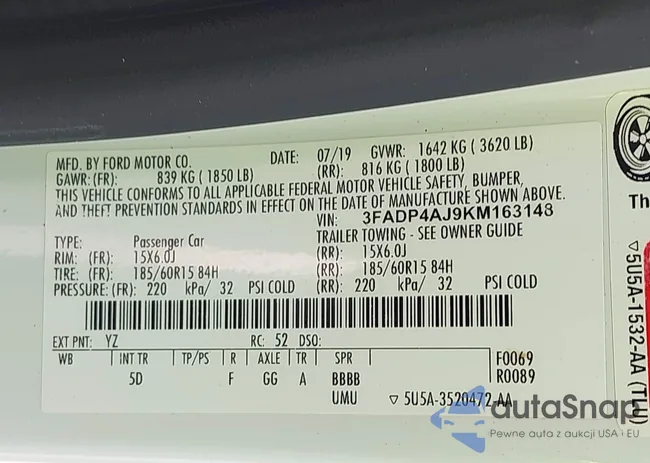 MFD. BY FORD MOTOR CO. DATE: 07/19 GVWR: 1642 KG ( 3620 LB)
GAWR: (FR): 839 KG ( 1850 LB) (RR): 816 KG ( 1800 LB)
THIS VEHICLE CONFORMS TO ALL APPLICABLE FEDERAL MOTOR VEHICLE SAFETY, BUMPER,
AND THEFT PREVENTION STANDARDS IN EFFECT ON THE DATE OF MANUFACTURE SHOWN ABOVE.
VIN: 3FADP4AJ9KM163148
TYPE: Passenger Car TRAILER TOWING - SEE OWNER GUIDE
RIM: (FR): 15X6.0J (RR): 15X6.0J
TIRE: (FR): 185/60R15 84H (RR): 185/60R15 84H
PRESSURE: (FR): 220 kPa/ 32 PSI COLD (RR): 220 kPa/ 32 PSI COLD
EXT PNT: YZ RC: 52 DSO:
WB INT TR TP/PS R AXLE TR SPR F0069
5D F GG A BBBB R0089
UMU ▽ 5U5A-3520472-AA
Th
▽5U5A-1532-AA (TLU)
autaSnap
Pewne auta z aukcji USA i EU